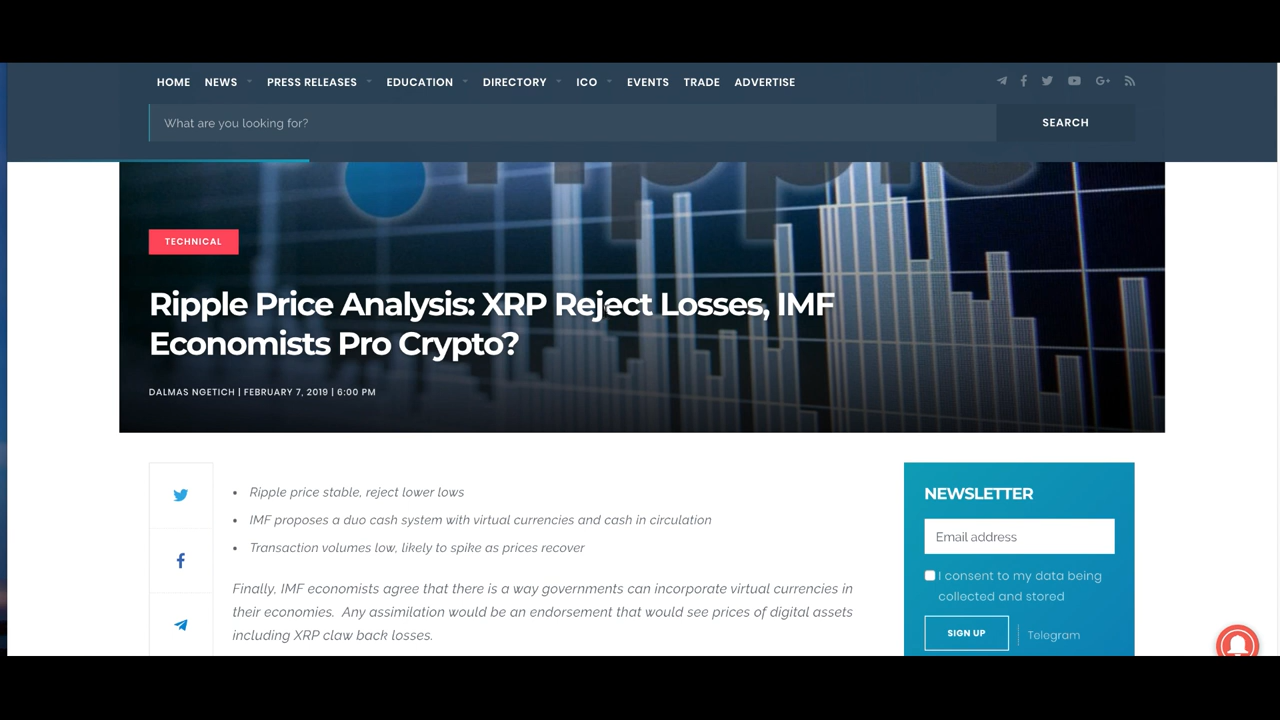 HOME NEWS PRESS RELEASES EDUCATION DIRECTORY ICO EVENTS TRADE ADVERTISE
What are you looking for?
SEARCH
ripple
TECHNICAL
Ripple Price Analysis: XRP Reject Losses, IMF
Economists Pro Crypto?
DALMAS NGETICH | FEBRUARY 7, 2019 | 6:00 PM
• Ripple price stable, reject lower lows
• IMF proposes a duo cash system with virtual currencies and cash in circulation
• Transaction volumes low, likely to spike as prices recover
Finally, IMF economists agree that there is a way governments can incorporate virtual currencies in
their economies. Any assimilation would be an endorsement that would see prices of digital assets
including XRP claw back losses.
NEWSLETTER
Email address
I consent to my data being
collected and stored
SIGN UP
Telegram